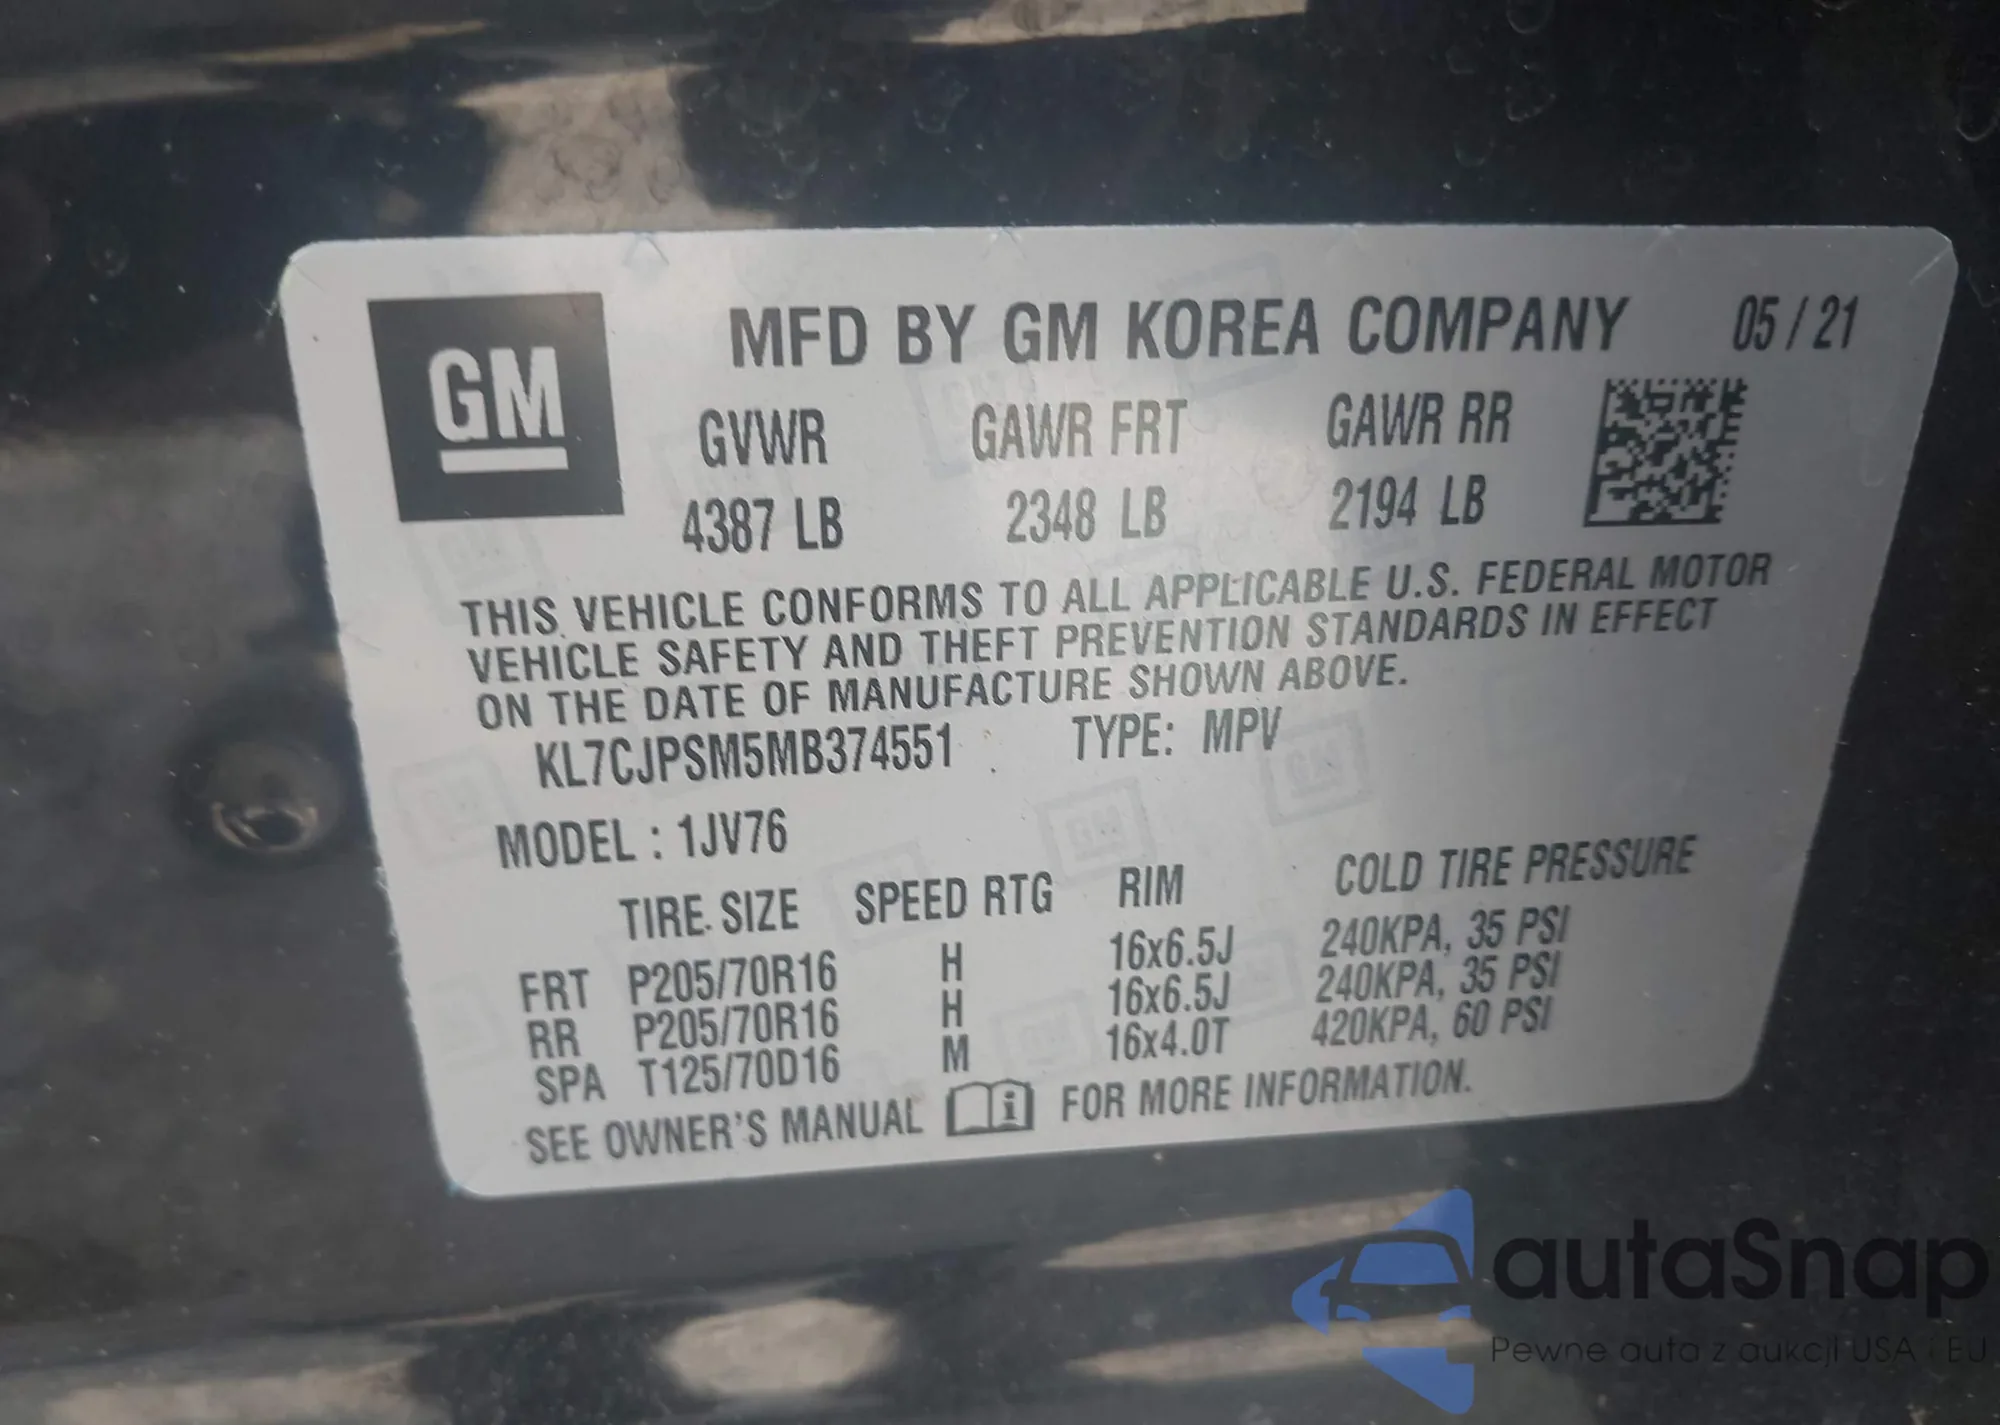 GM
MFD BY GM KOREA COMPANY 05/21
GVWR GAWR FRT GAWR RR
4387 LB 2348 LB 2194 LB
THIS VEHICLE CONFORMS TO ALL APPLICABLE U.S. FEDERAL MOTOR
VEHICLE SAFETY AND THEFT PREVENTION STANDARDS IN EFFECT
ON THE DATE OF MANUFACTURE SHOWN ABOVE.
KL7CJPSM5MB374551 TYPE: MPV
MODEL : 1JV76
TIRE SIZE SPEED RTG RIM COLD TIRE PRESSURE
FRT P205/70R16 H 16x6.5J 240KPA, 35 PSI
RR P205/70R16 H 16x6.5J 240KPA, 35 PSI
SPA T125/70D16 M 16x4.0T 420KPA, 60 PSI
SEE OWNER'S MANUAL i FOR MORE INFORMATION.
autaSnap
Pewne auta z aukcji USA i EU